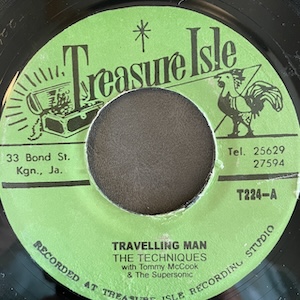 Treasure Isle
33 Bond St.
Kgn., Ja.
Tel. 25629
27594
T224-A
TRAVELLING MAN
THE TECHNIQUES
with Tommy McCook
& The Supersonic
RECORDED AT TREASURE ISLE RECORDING STUDIO